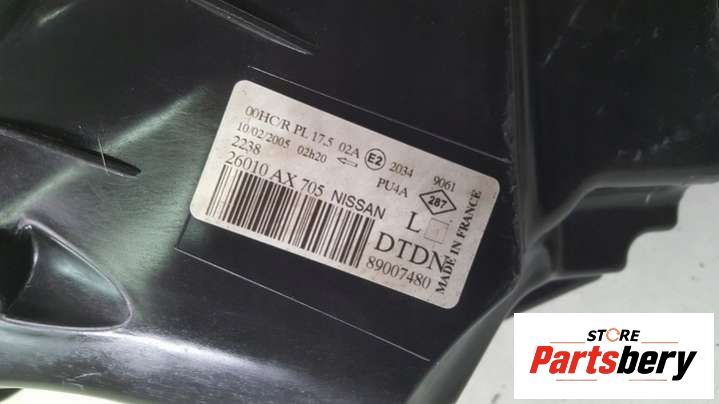 00HC/R PL 17,5 02A E2 2034 9061
10/02/2005 02h20 PU4A 287
2238
26010 AX 705 NISSAN
L
DTDN
89007480
MADE IN FRANCE
STORE
Partsbery